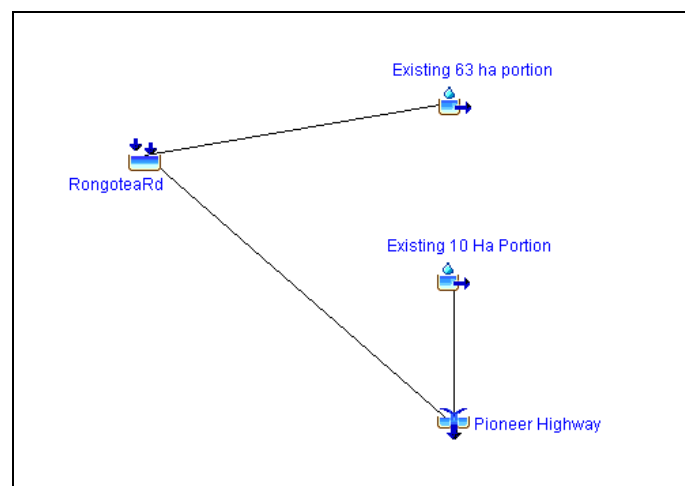 Existing 63 ha portion
RongoteaRd
Existing 10 Ha Portion
Pioneer Highway